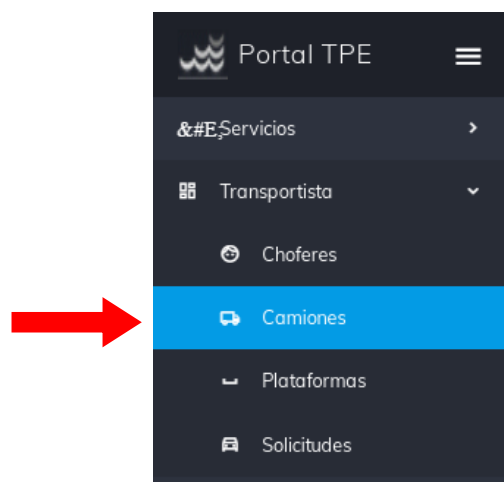 Portal TPE
&#E;Servicios
Transportista
Choferes
Camiones
Plataformas
Solicitudes